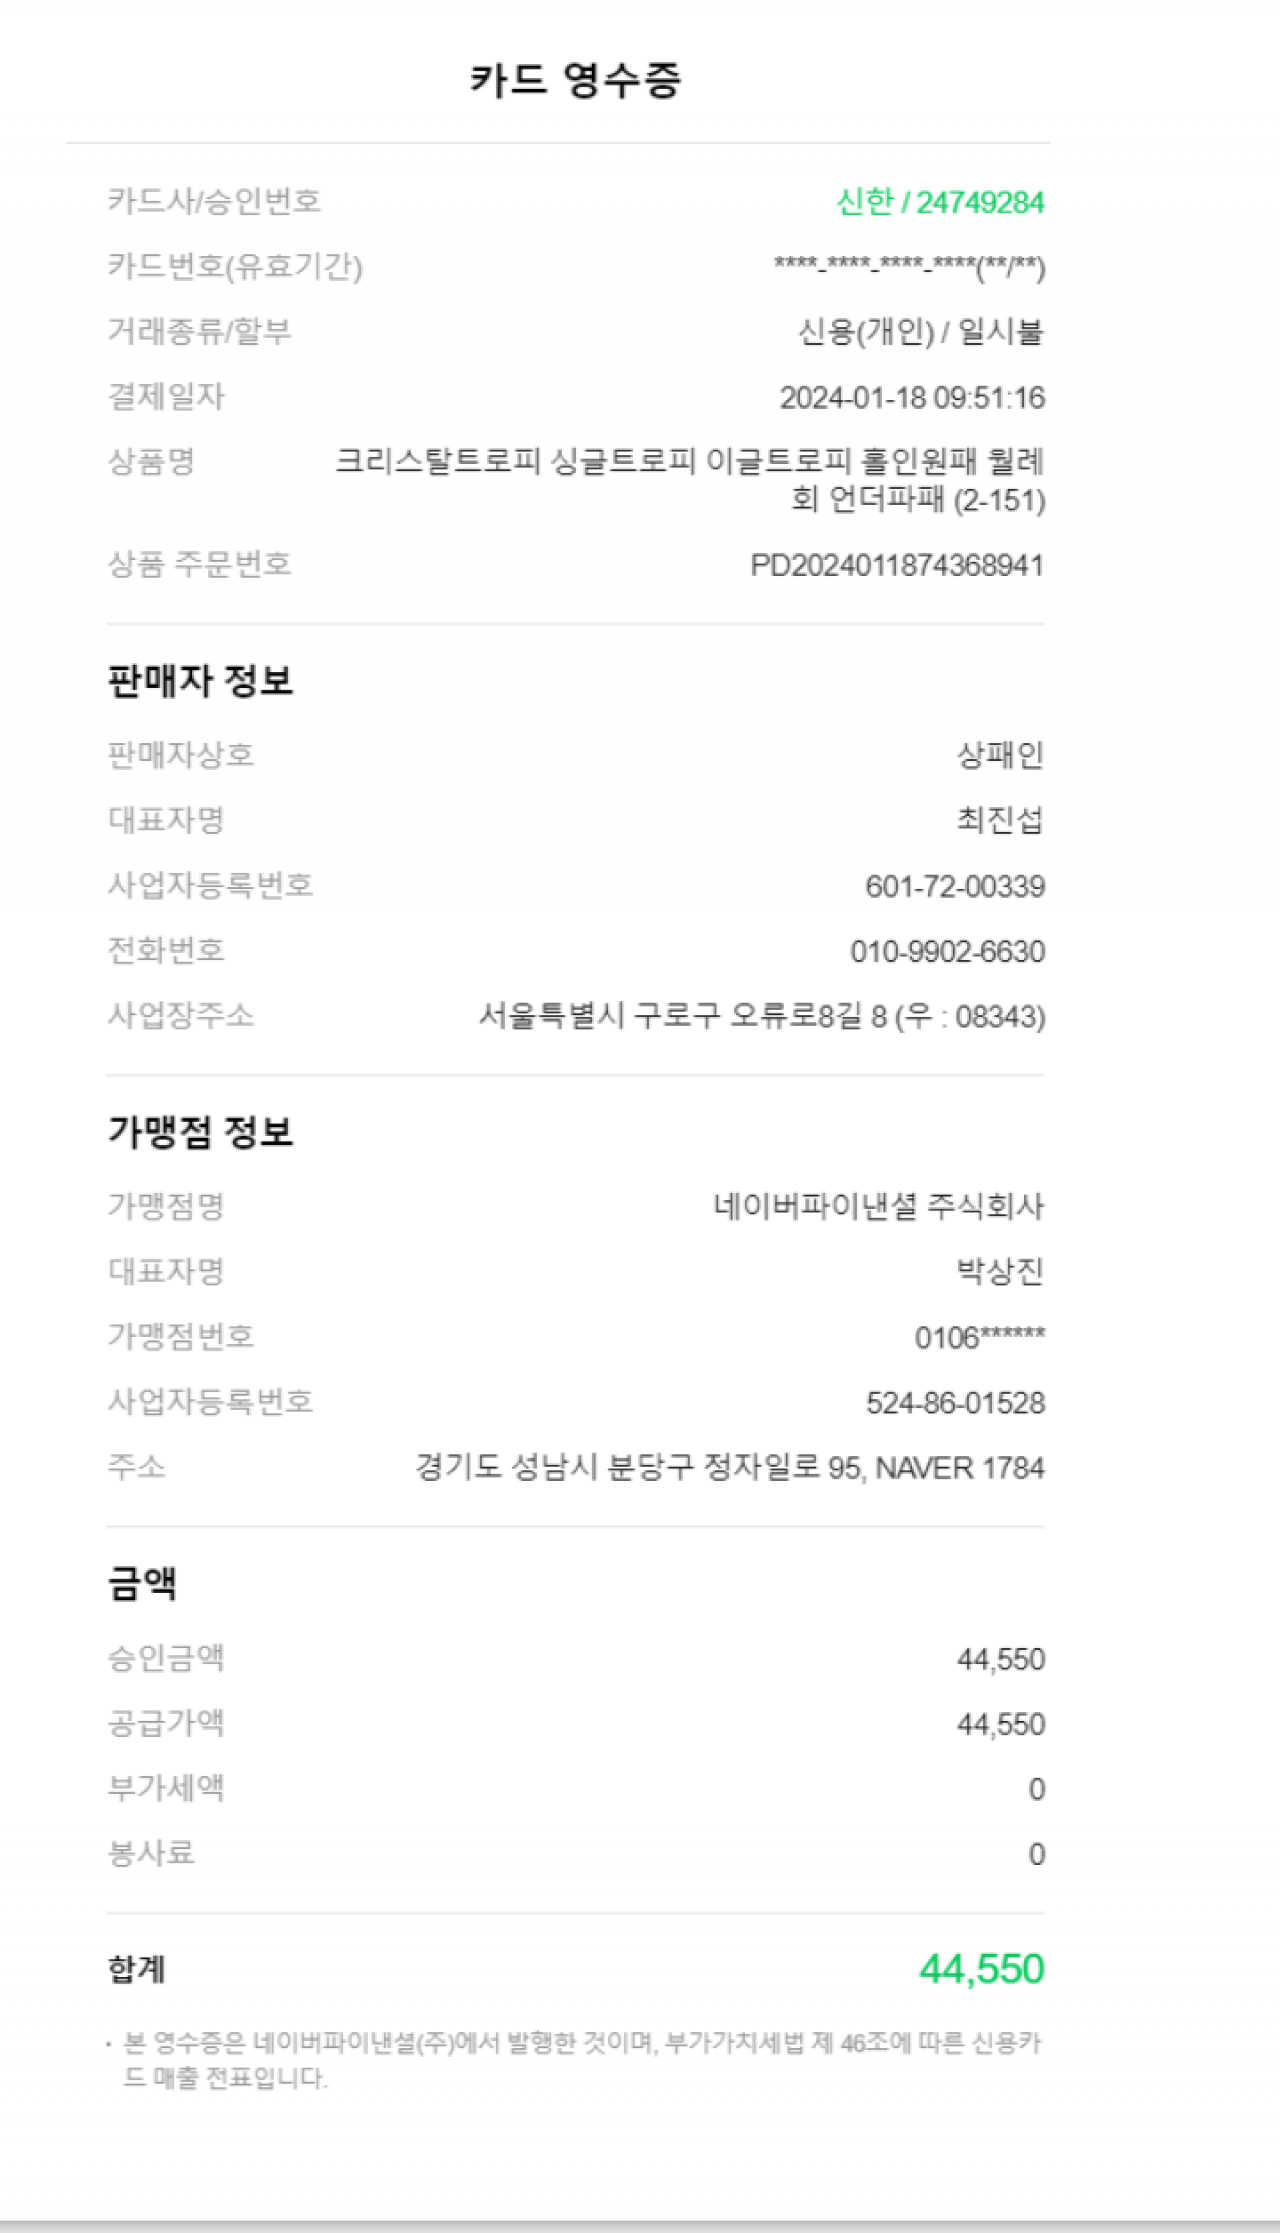 카드 영수증
카드사/승인번호 신한 / 24749284
카드번호(유효기간) ****-****-****-****(**/**)
거래종류/할부 신용(개인) / 일시불
결제일자 2024-01-18 09:51:16
상품명 크리스탈트로피 싱글트로피 이글트로피 홀인원패 월례
회 언더파패 (2-151)
상품 주문번호 PD2024011874368941
판매자 정보
판매자상호 상패인
대표자명 최진섭
사업자등록번호 601-72-00339
전화번호 010-9902-6630
사업장주소 서울특별시 구로구 오류로8길 8 (우 : 08343)
가맹점 정보
가맹점명 네이버파이낸셜 주식회사
대표자명 박상진
가맹점번호 0106******
사업자등록번호 524-86-01528
주소 경기도 성남시 분당구 정자일로 95, NAVER 1784
금액
승인금액 44,550
공급가액 44,550
부가세액 0
봉사료 0
합계 44,550
· 본 영수증은 네이버파이낸셜(주)에서 발행한 것이며, 부가가치세법 제 46조에 따른 신용카
드 매출 전표입니다.